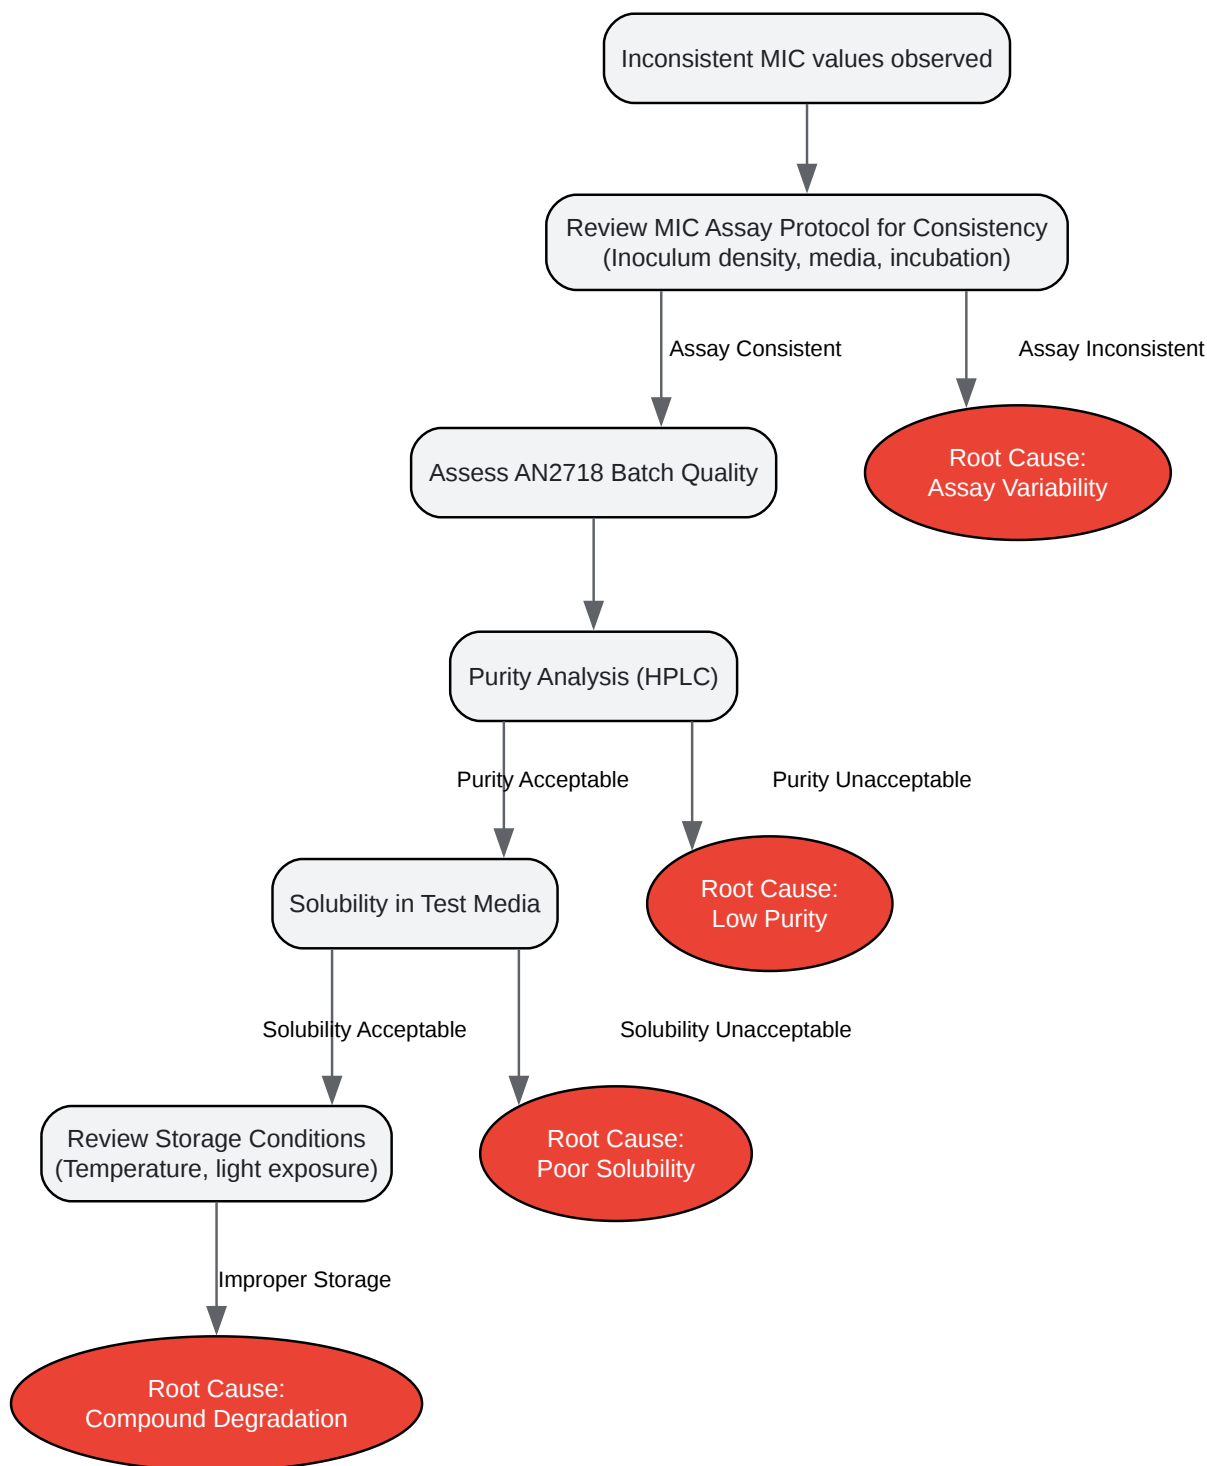 Inconsistent MIC values observed
Review MIC Assay Protocol for Consistency
(Inoculum density, media, incubation)
Assay Consistent
Assay Inconsistent
Assess AN2718 Batch Quality
Root Cause:
Assay Variability
Purity Analysis (HPLC)
Purity Acceptable
Purity Unacceptable
Solubility in Test Media
Root Cause:
Low Purity
Solubility Acceptable
Solubility Unacceptable
Review Storage Conditions
(Temperature, light exposure)
Root Cause:
Poor Solubility
Improper Storage
Root Cause:
Compound Degradation